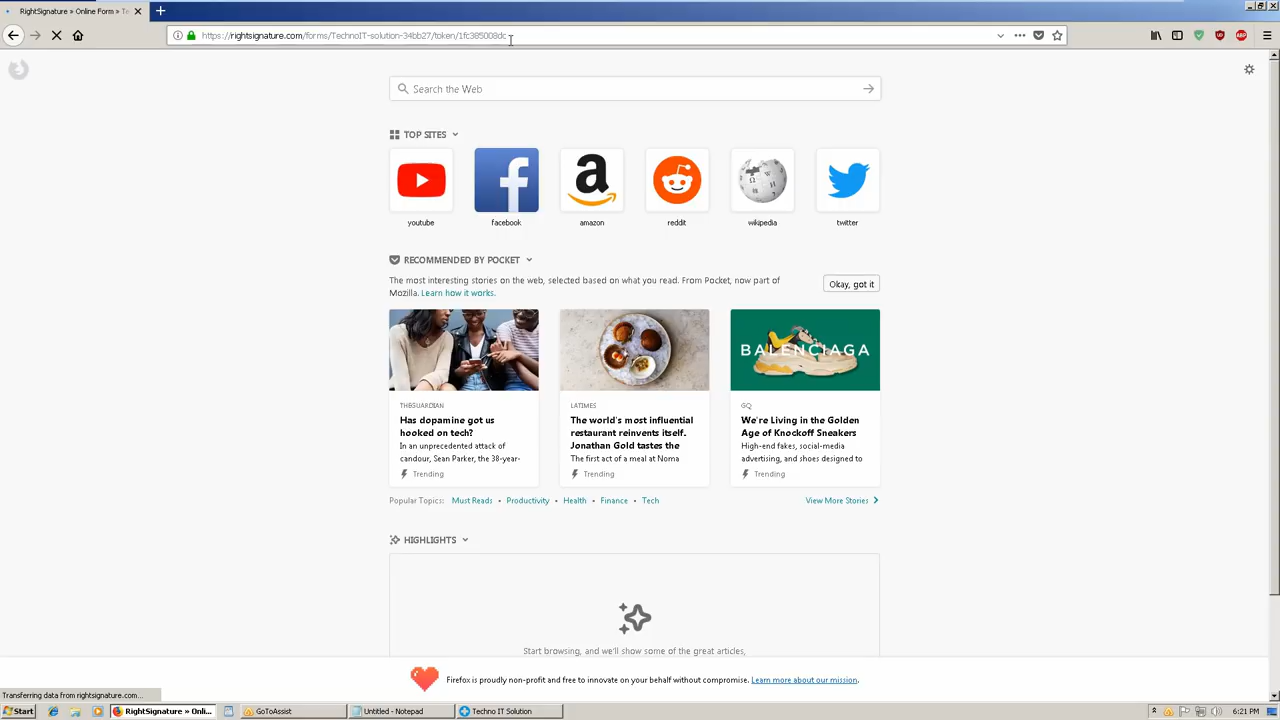 RightSignature » Online Form » Te
https://rightsignature.com/forms/TechnoIT-solution-34bb27/token/1fc385008dc
Search the Web
TOP SITES
youtube
facebook
amazon
reddit
wikipedia
twitter
RECOMMENDED BY POCKET
The most interesting stories on the web, selected based on what you read. From Pocket, now part of
Mozilla. Learn how it works.
Okay, got it
BALENCIAGA
THEGUARDIAN
Has dopamine got us
hooked on tech?
In an unprecedented attack of
candour, Sean Parker, the 38-year-
Trending
LATIMES
The world's most influential
restaurant reinvents itself.
Jonathan Gold tastes the
The first act of a meal at Noma
Trending
GQ
We're Living in the Golden
Age of Knockoff Sneakers
High-end fakes, social-media
advertising, and shoes designed to
Trending
Popular Topics: Must Reads • Productivity • Health • Finance • Tech
View More Stories
HIGHLIGHTS
Start browsing, and we'll show some of the great articles,
Firefox is proudly non-profit and free to innovate on your behalf without compromise. Learn more about our mission.
Transferring data from rightsignature.com...
Start
RightSignature » Onli...
GoToAssist
Untitled - Notepad
Techno IT Solution
6:21 PM